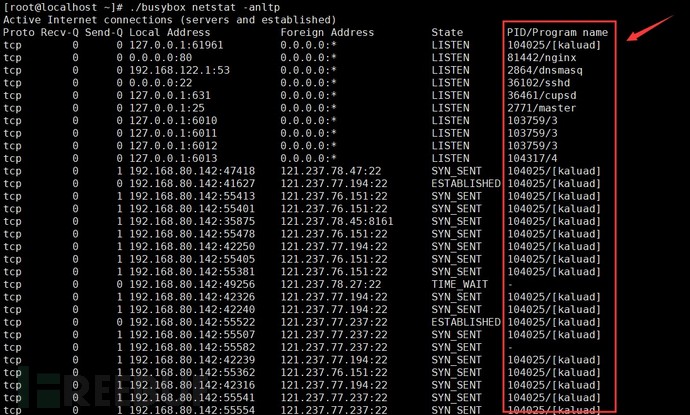 [root@localhost ~]# ./busybox netstat -anltp
Active Internet connections (servers and established)
Proto Recv-Q Send-Q Local Address Foreign Address State PID/Program name
tcp 0 0 127.0.0.1:61961 0.0.0.0:* LISTEN 104025/[kaluad]
tcp 0 0 0.0.0.0:80 0.0.0.0:* LISTEN 81442/nginx
tcp 0 0 192.168.122.1:53 0.0.0.0:* LISTEN 2864/dnsmasq
tcp 0 0 0.0.0.0:22 0.0.0.0:* LISTEN 36102/sshd
tcp 0 0 127.0.0.1:631 0.0.0.0:* LISTEN 36461/cupsd
tcp 0 0 127.0.0.1:25 0.0.0.0:* LISTEN 2771/master
tcp 0 0 127.0.0.1:6010 0.0.0.0:* LISTEN 103759/3
tcp 0 0 127.0.0.1:6011 0.0.0.0:* LISTEN 103759/3
tcp 0 0 127.0.0.1:6012 0.0.0.0:* LISTEN 103759/3
tcp 0 0 127.0.0.1:6013 0.0.0.0:* LISTEN 104317/4
tcp 0 1 192.168.80.142:47418 121.237.78.47:22 SYN_SENT 104025/[kaluad]
tcp 0 0 192.168.80.142:41627 121.237.77.194:22 ESTABLISHED 104025/[kaluad]
tcp 0 1 192.168.80.142:55413 121.237.76.151:22 SYN_SENT 104025/[kaluad]
tcp 0 1 192.168.80.142:55401 121.237.76.151:22 SYN_SENT 104025/[kaluad]
tcp 0 1 192.168.80.142:35875 121.237.78.45:8161 SYN_SENT 104025/[kaluad]
tcp 0 1 192.168.80.142:55478 121.237.76.151:22 SYN_SENT 104025/[kaluad]
tcp 0 1 192.168.80.142:42250 121.237.77.194:22 SYN_SENT 104025/[kaluad]
tcp 0 1 192.168.80.142:55405 121.237.76.151:22 SYN_SENT 104025/[kaluad]
tcp 0 1 192.168.80.142:55381 121.237.76.151:22 SYN_SENT 104025/[kaluad]
tcp 0 0 192.168.80.142:49256 121.237.78.27:22 TIME_WAIT -
tcp 0 1 192.168.80.142:42326 121.237.77.194:22 SYN_SENT 104025/[kaluad]
tcp 0 1 192.168.80.142:42240 121.237.77.194:22 SYN_SENT 104025/[kaluad]
tcp 0 0 192.168.80.142:55522 121.237.77.237:22 ESTABLISHED 104025/[kaluad]
tcp 0 1 192.168.80.142:55507 121.237.77.237:22 SYN_SENT 104025/[kaluad]
tcp 0 1 192.168.80.142:55582 121.237.77.237:22 SYN_SENT -
tcp 0 1 192.168.80.142:42239 121.237.77.194:22 SYN_SENT 104025/[kaluad]
tcp 0 1 192.168.80.142:55362 121.237.76.151:22 SYN_SENT 104025/[kaluad]
tcp 0 1 192.168.80.142:42316 121.237.77.194:22 SYN_SENT 104025/[kaluad]
tcp 0 1 192.168.80.142:55541 121.237.77.237:22 SYN_SENT 104025/[kaluad]
tcp 0 1 192.168.80.142:55554 121.237.77.237:22 SYN_SENT 104025/[kaluad]